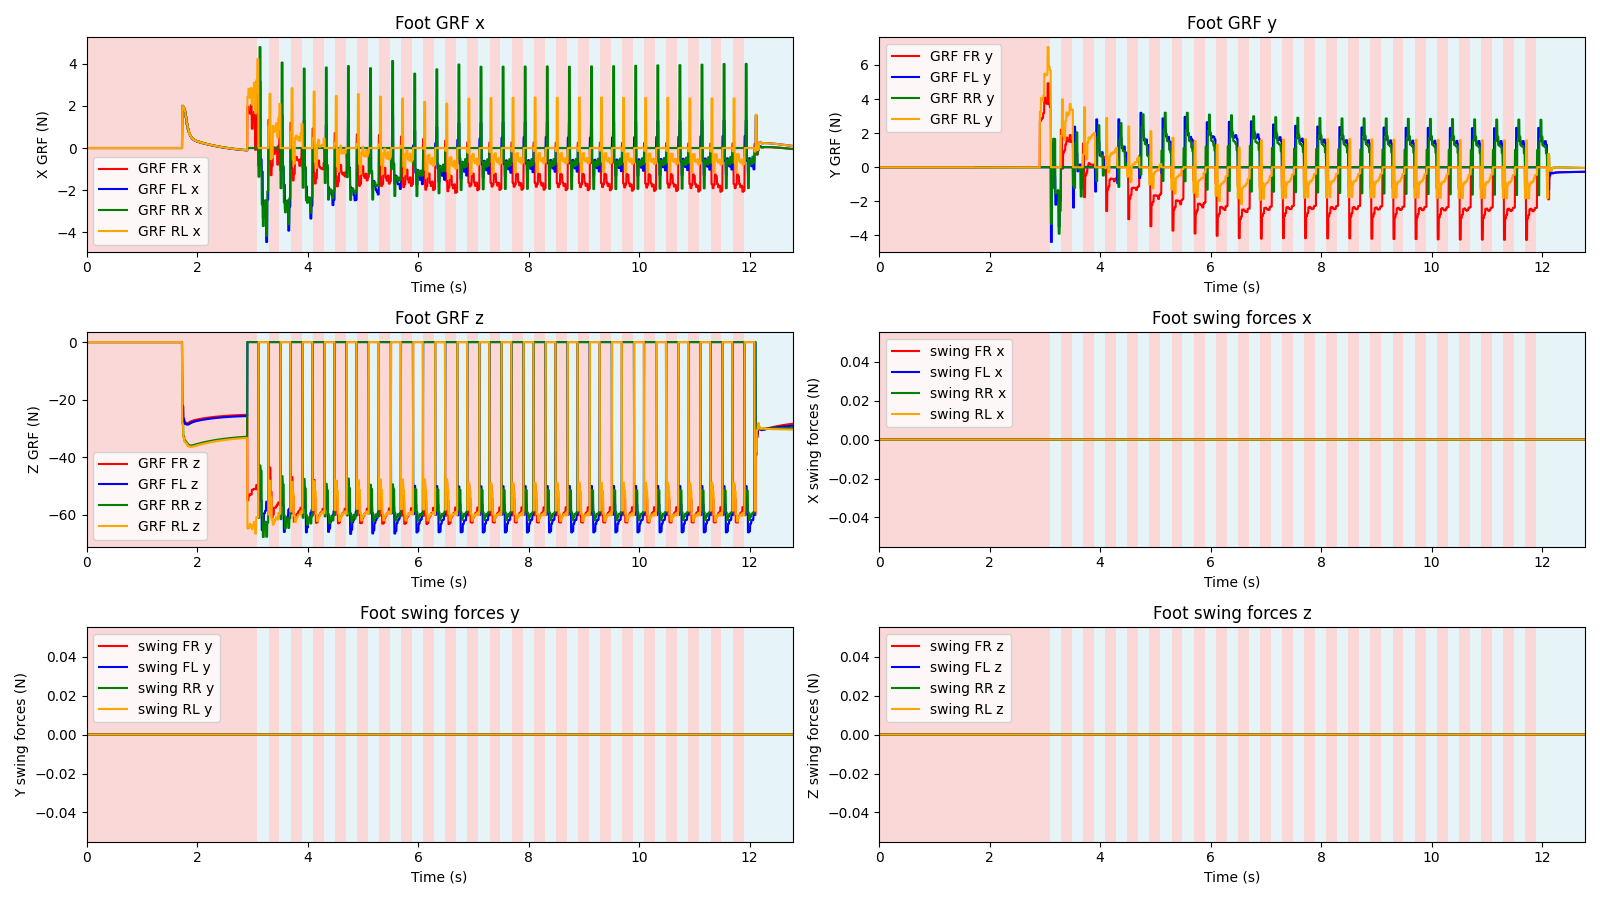 Foot GRF x
X GRF (N)
4
2
0
−2
−4
GRF FR x
GRF FL x
GRF RR x
GRF RL x
0 2 4 6 8 10 12
Time (s)
Foot GRF y
Y GRF (N)
6
4
2
0
−2
−4
GRF FR y
GRF FL y
GRF RR y
GRF RL y
0 2 4 6 8 10 12
Time (s)
Foot GRF z
Z GRF (N)
0
−20
−40
−60
GRF FR z
GRF FL z
GRF RR z
GRF RL z
0 2 4 6 8 10 12
Time (s)
Foot swing forces x
X swing forces (N)
0.04
0.02
0.00
−0.02
−0.04
swing FR x
swing FL x
swing RR x
swing RL x
0 2 4 6 8 10 12
Time (s)
Foot swing forces y
Y swing forces (N)
0.04
0.02
0.00
−0.02
−0.04
swing FR y
swing FL y
swing RR y
swing RL y
0 2 4 6 8 10 12
Time (s)
Foot swing forces z
Z swing forces (N)
0.04
0.02
0.00
−0.02
−0.04
swing FR z
swing FL z
swing RR z
swing RL z
0 2 4 6 8 10 12
Time (s)